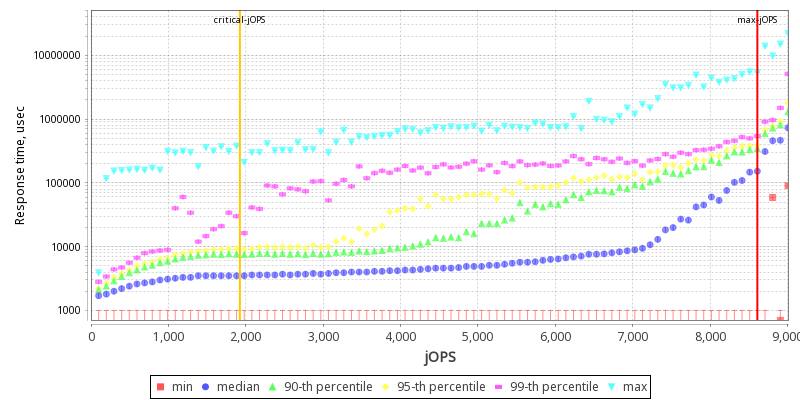 critical-jOPS max-jOPS
10000000
1000000
100000
10000
1000
Response time, usec
0 1,000 2,000 3,000 4,000 5,000 6,000 7,000 8,000 9,000
jOPS
min median 90-th percentile 95-th percentile 99-th percentile max